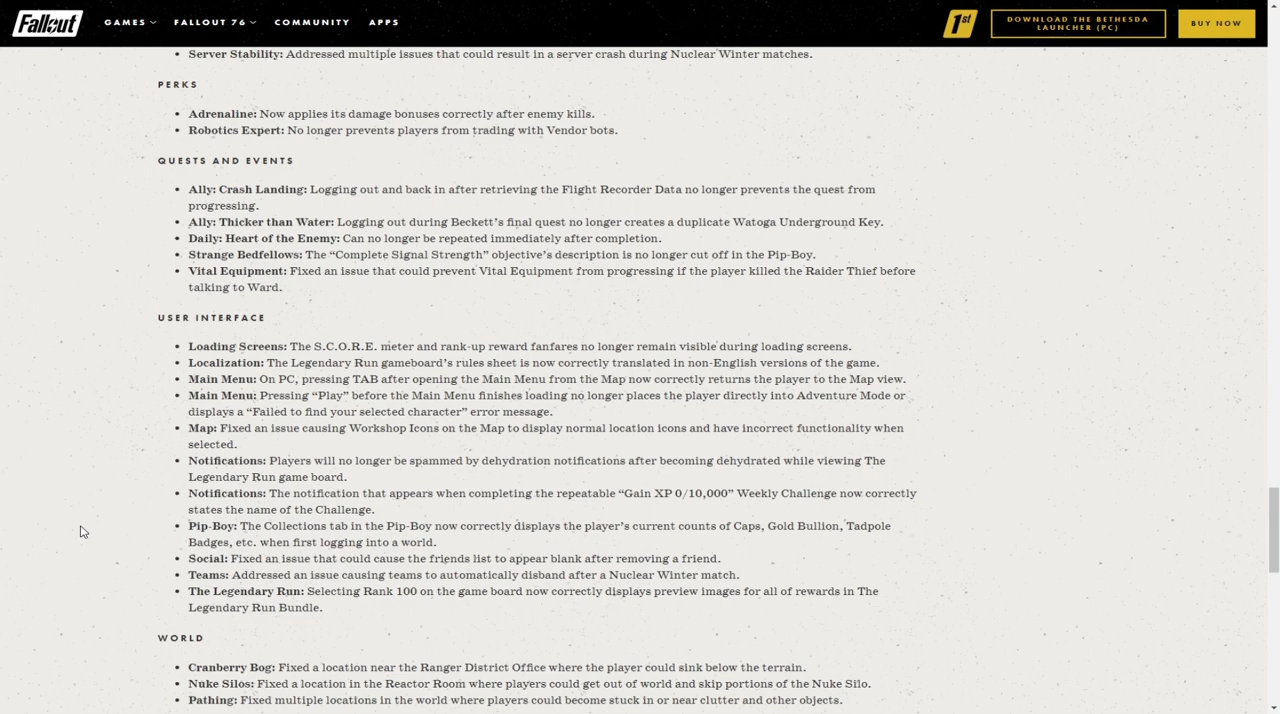 Fallout
GAMES FALLOUT 76 COMMUNITY APPS
1st
DOWNLOAD THE BETHESDA
LAUNCHER (PC)
BUY NOW
• Server Stability: Addressed multiple issues that could result in a server crash during Nuclear Winter matches.
PERKS
• Adrenaline: Now applies its damage bonuses correctly after enemy kills.
• Robotics Expert: No longer prevents players from trading with Vendor bots.
QUESTS AND EVENTS
• Ally: Crash Landing: Logging out and back in after retrieving the Flight Recorder Data no longer prevents the quest from
progressing.
• Ally: Thicker than Water: Logging out during Beckett's final quest no longer creates a duplicate Watoga Underground Key.
• Daily: Heart of the Enemy: Can no longer be repeated immediately after completion.
• Strange Bedfellows: The “Complete Signal Strength” objective's description is no longer cut off in the Pip-Boy.
• Vital Equipment: Fixed an issue that could prevent Vital Equipment from progressing if the player killed the Raider Thief before
talking to Ward.
USER INTERFACE
• Loading Screens: The S.C.O.R.E. meter and rank-up reward fanfares no longer remain visible during loading screens.
• Localization: The Legendary Run gameboard's rules sheet is now correctly translated in non-English versions of the game.
• Main Menu: On PC, pressing TAB after opening the Main Menu from the Map now correctly returns the player to the Map view.
• Main Menu: Pressing “Play” before the Main Menu finishes loading no longer places the player directly into Adventure Mode or
displays a “Failed to find your selected character” error message.
• Map: Fixed an issue causing Workshop Icons on the Map to display normal location icons and have incorrect functionality when
selected.
• Notifications: Players will no longer be spammed by dehydration notifications after becoming dehydrated while viewing The
Legendary Run game board.
• Notifications: The notification that appears when completing the repeatable “Gain XP 0/10,000” Weekly Challenge now correctly
states the name of the Challenge.
• Pip-Boy: The Collections tab in the Pip-Boy now correctly displays the player's current counts of Caps, Gold Bullion, Tadpole
Badges, etc. when first logging into a world.
• Social: Fixed an issue that could cause the friends list to appear blank after removing a friend.
• Teams: Addressed an issue causing teams to automatically disband after a Nuclear Winter match.
• The Legendary Run: Selecting Rank 100 on the game board now correctly displays preview images for all of rewards in The
Legendary Run Bundle.
WORLD
• Cranberry Bog: Fixed a location near the Ranger District Office where the player could sink below the terrain.
• Nuke Silos: Fixed a location in the Reactor Room where players could get out of world and skip portions of the Nuke Silo.
• Pathing: Fixed multiple locations in the world where players could become stuck in or near clutter and other objects.